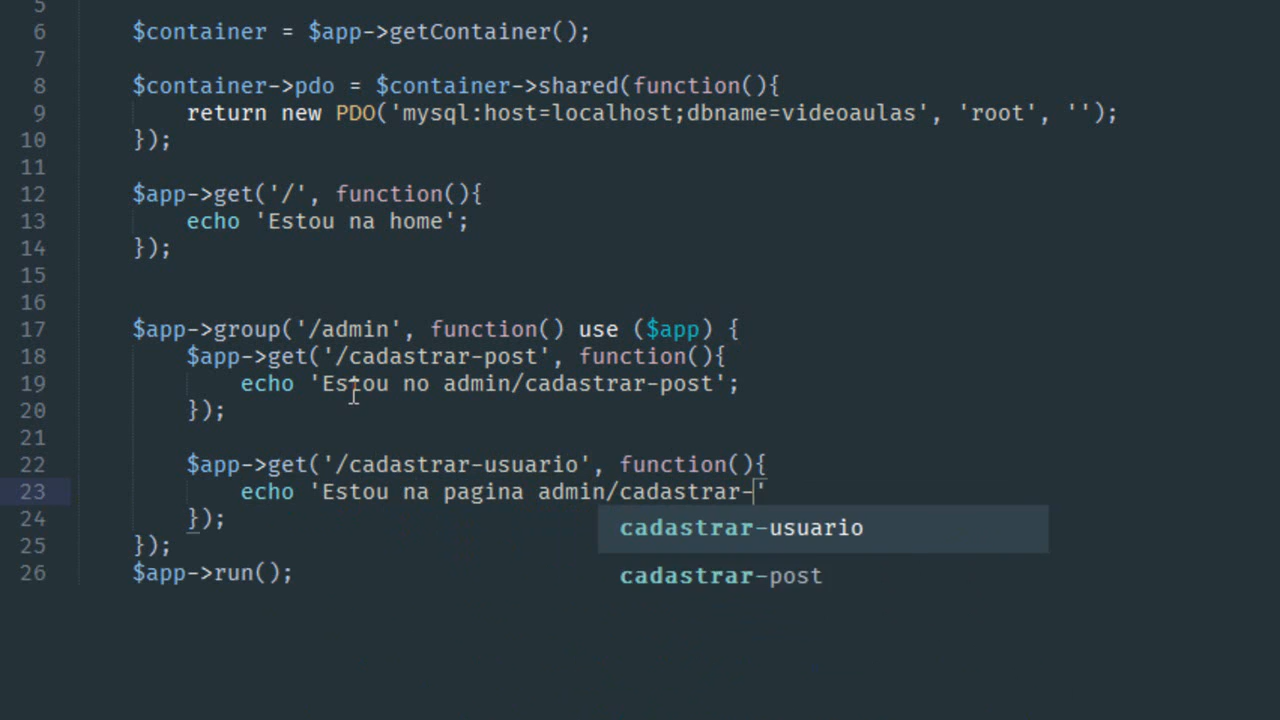 5
6 $container = $app->getContainer();
7
8 $container->pdo = $container->shared(function(){
9 return new PDO('mysql:host=localhost;dbname=videoaulas', 'root', '');
10 });
11
12 $app->get('/', function(){
13 echo 'Estou na home';
14 });
15
16
17 $app->group('/admin', function() use ($app) {
18 $app->get('/cadastrar-post', function(){
19 echo 'Estou no admin/cadastrar-post';
20 });
21
22 $app->get('/cadastrar-usuario', function(){
23 echo 'Estou na pagina admin/cadastrar-'
24 });
cadastrar-usuario
25 });
26 $app->run();
cadastrar-post